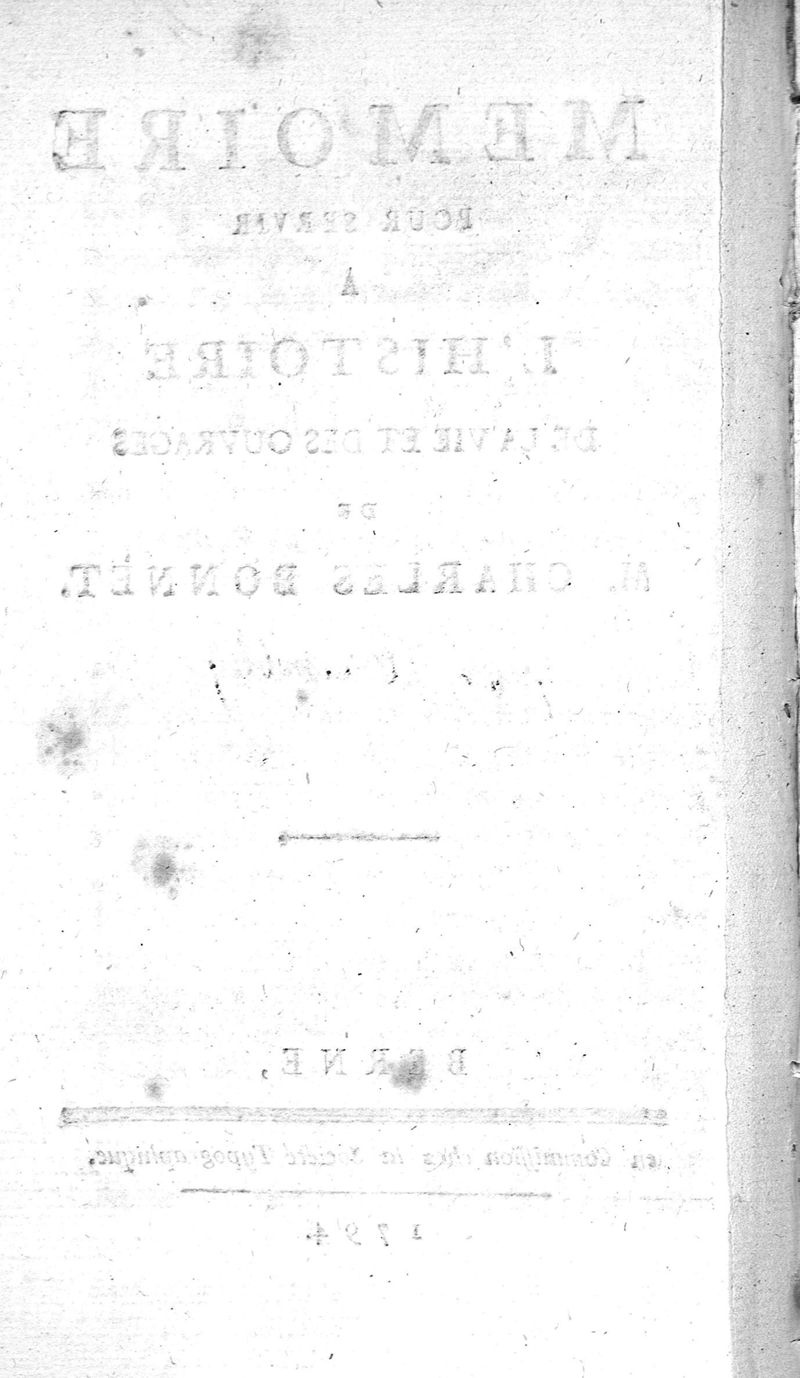 MEMOIRE
POUR SERVIR
A
L'HISTOIRE
DE LA VIE ET DES OUVRAGES
DE
M. CHARLES BONNET.
BERNE,
en Commission chez la Société Typographique.
1794.